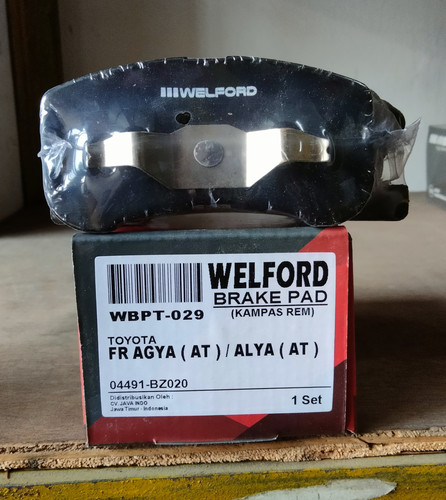 WELFORD
WELFORD
BRAKE PAD
(KAMPAS REM)
WBPT-029
TOYOTA
FR AGYA ( AT ) / ALYA ( AT )
04491-BZ020
Didistribusikan Oleh :
CV. JAVA INDO
Jawa Timur - Indonesia
1 Set